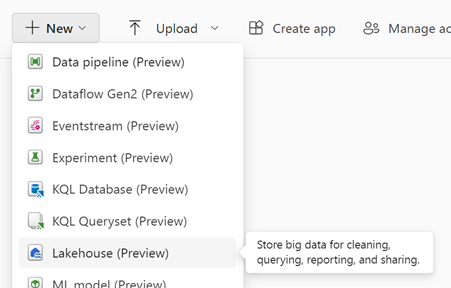 New
Upload
Create app
Manage ac
Data pipeline (Preview)
Dataflow Gen2 (Preview)
Eventstream (Preview)
Experiment (Preview)
KQL Database (Preview)
KQL Queryset (Preview)
Lakehouse (Preview)
Store big data for cleaning,
querying, reporting, and sharing.
ML model (Preview)